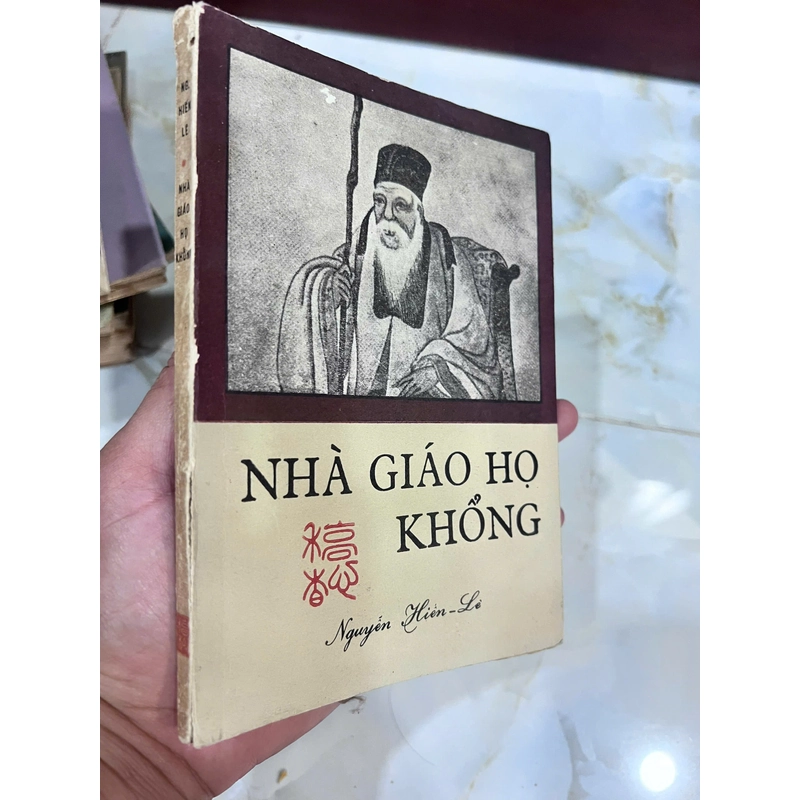 NG.
HIẾN
LÊ
NHÀ
GIÁO
HỌ
KHỔNG
NHÀ GIÁO HỌ
KHỔNG
Nguyễn Hiến-Lê